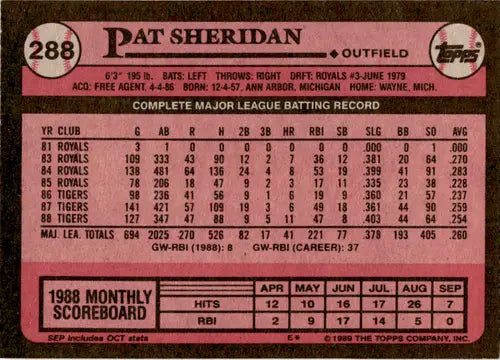 288
PAT SHERIDAN
◆OUTFIELD
Topps
6'3" 195 lb. BATS: LEFT THROWS: RIGHT DRFT: ROYALS #3-JUNE 1979
ACQ: FREE AGENT, 4-4-86 BORN: 12-4-57, ANN ARBOR, MICHIGAN HOME: WAYNE, MICH.
COMPLETE MAJOR LEAGUE BATTING RECORD
YR CLUB G AB R H 2B 3B HR RBI SB SLG BB SO AVG
81 ROYALS 3 1 0 0 0 0 0 0 0 .000 0 1 .000
83 ROYALS 109 333 43 90 12 2 7 36 12 .381 20 64 .270
84 ROYALS 138 481 64 136 24 4 8 53 19 .399 41 91 .283
85 ROYALS 78 206 18 47 9 2 3 17 11 .335 23 38 .228
86 TIGERS 98 236 41 56 9 1 6 19 9 .360 21 57 .237
87 TIGERS 141 421 57 109 19 3 6 49 18 .361 44 90 .259
88 TIGERS 127 347 47 88 9 5 11 47 8 .403 44 64 .254
MAJ. LEA. TOTALS 694 2025 270 526 82 17 41 221 77 .378 193 405 .260
GW-RBI (1988): 8 GW-RBI (CAREER): 37
1988 MONTHLY SCOREBOARD
APR MAY JUN JUL AUG SEP
HITS 12 10 16 17 26 7
RBI 2 9 17 14 5 0
SEP includes OCT stats E* © 1989 THE TOPPS COMPANY, INC.